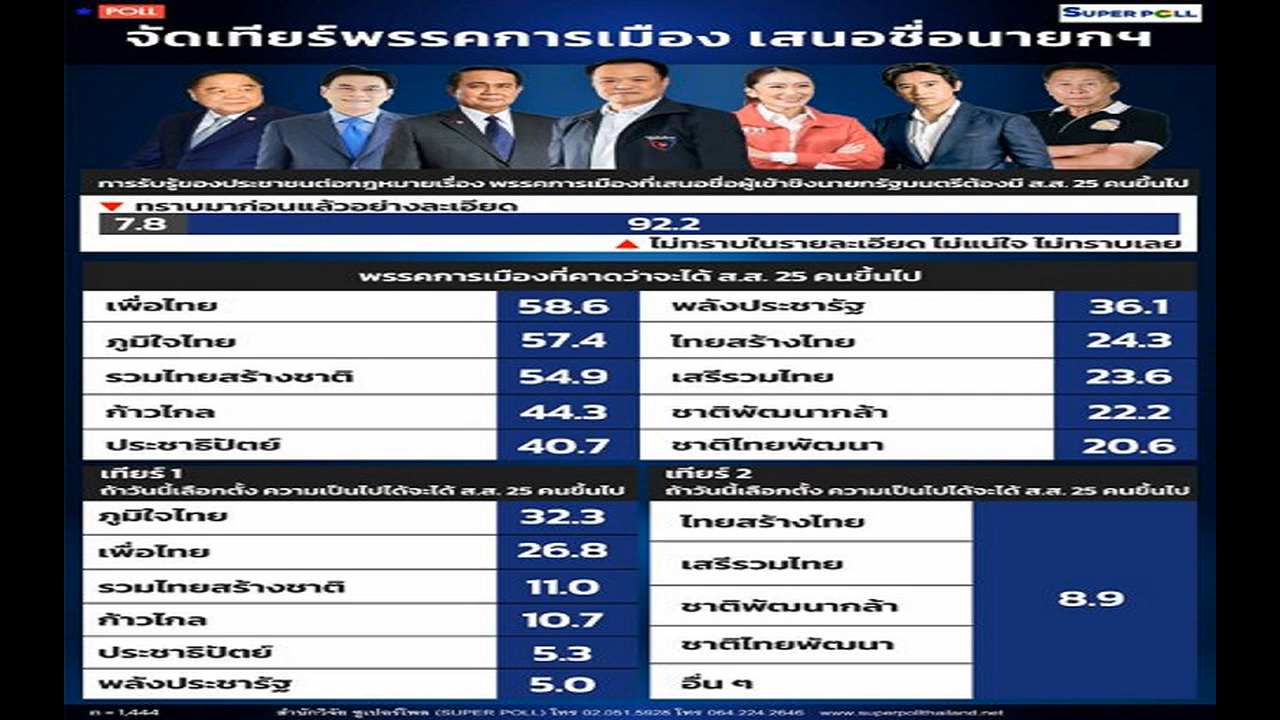 POLL
SUPER POLL
จัดเทียร์พรรคการเมือง เสนอชื่อนายกฯ
การรับรู้ของประชาชนต่อกฎหมายเรื่อง พรรคการเมืองที่เสนอชื่อผู้เข้าชิงนายกรัฐมนตรีต้องมี ส.ส. 25 คนขึ้นไป
ทราบมาก่อนแล้วอย่างละเอียด
7.8 92.2
ไม่ทราบในรายละเอียด ไม่แน่ใจ ไม่ทราบเลย
พรรคการเมืองที่คาดว่าจะได้ ส.ส. 25 คนขึ้นไป
เพื่อไทย 58.6
ภูมิใจไทย 57.4
รวมไทยสร้างชาติ 54.9
ก้าวไกล 44.3
ประชาธิปัตย์ 40.7
พลังประชารัฐ 36.1
ไทยสร้างไทย 24.3
เสรีรวมไทย 23.6
ชาติพัฒนากล้า 22.2
ชาติไทยพัฒนา 20.6
เทียร์ 1
ถ้าวันนี้เลือกตั้ง ความเป็นไปได้จะได้ ส.ส. 25 คนขึ้นไป
ภูมิใจไทย 32.3
เพื่อไทย 26.8
รวมไทยสร้างชาติ 11.0
ก้าวไกล 10.7
ประชาธิปัตย์ 5.3
พลังประชารัฐ 5.0
เทียร์ 2
ถ้าวันนี้เลือกตั้ง ความเป็นไปได้จะได้ ส.ส. 25 คนขึ้นไป
ไทยสร้างไทย
เสรีรวมไทย
ชาติพัฒนากล้า
ชาติไทยพัฒนา
อื่น ๆ
8.9
n = 1,444 สำนักวิจัย ซูเปอร์โพล (SUPER POLL) โทร 02.051.5928 โทร 064.224.2646 www.superpollthailand.net